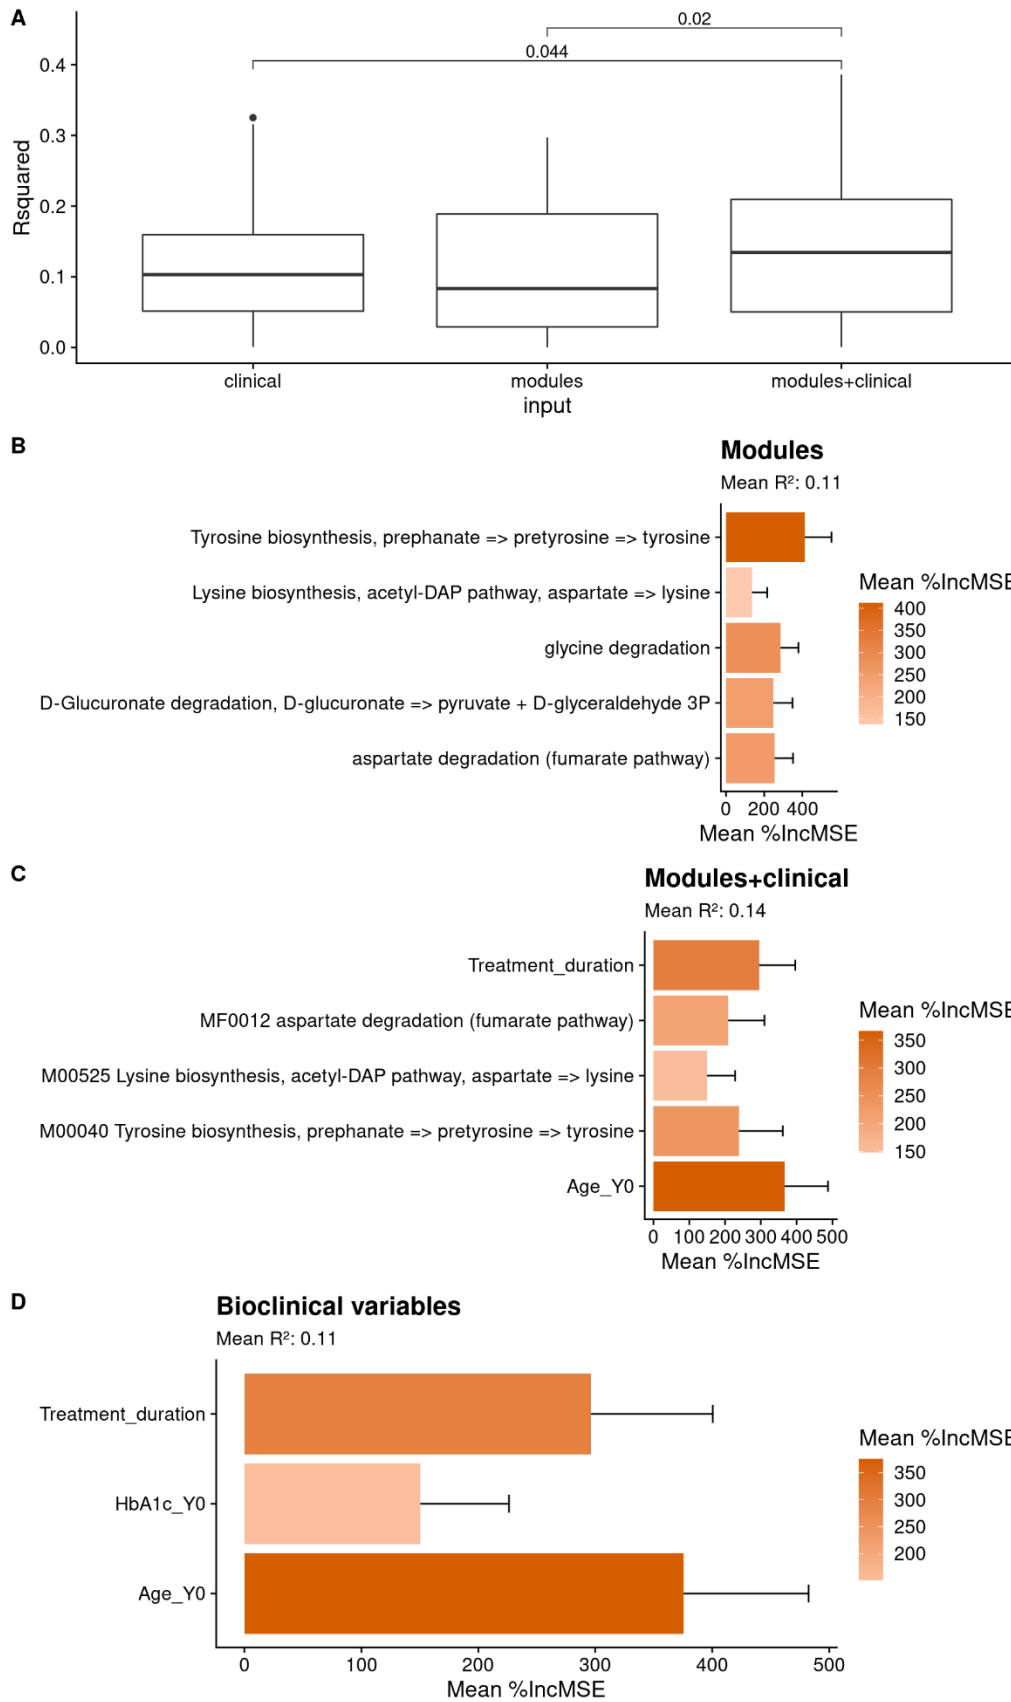 A
0.02
0.044
0.4
0.3
0.2
0.1
0.0
Rsquared
clinical modules modules+clinical
input
B
Modules
Mean R²: 0.11
Tyrosine biosynthesis, prephanate => pretyrosine => tyrosine
Lysine biosynthesis, acetyl-DAP pathway, aspartate => lysine
glycine degradation
D-Glucuronate degradation, D-glucuronate => pyruvate + D-glyceraldehyde 3P
aspartate degradation (fumarate pathway)
0 200 400
Mean %IncMSE
Mean %IncMSE
400
350
300
250
200
150
C
Modules+clinical
Mean R²: 0.14
Treatment_duration
MF0012 aspartate degradation (fumarate pathway)
M00525 Lysine biosynthesis, acetyl-DAP pathway, aspartate => lysine
M00040 Tyrosine biosynthesis, prephanate => pretyrosine => tyrosine
Age_Y0
0 100 200 300 400 500
Mean %IncMSE
Mean %IncMSE
350
300
250
200
150
D
Bioclinical variables
Mean R²: 0.11
Treatment_duration
HbA1c_Y0
Age_Y0
0 100 200 300 400 500
Mean %IncMSE
Mean %IncMSE
350
300
250
200